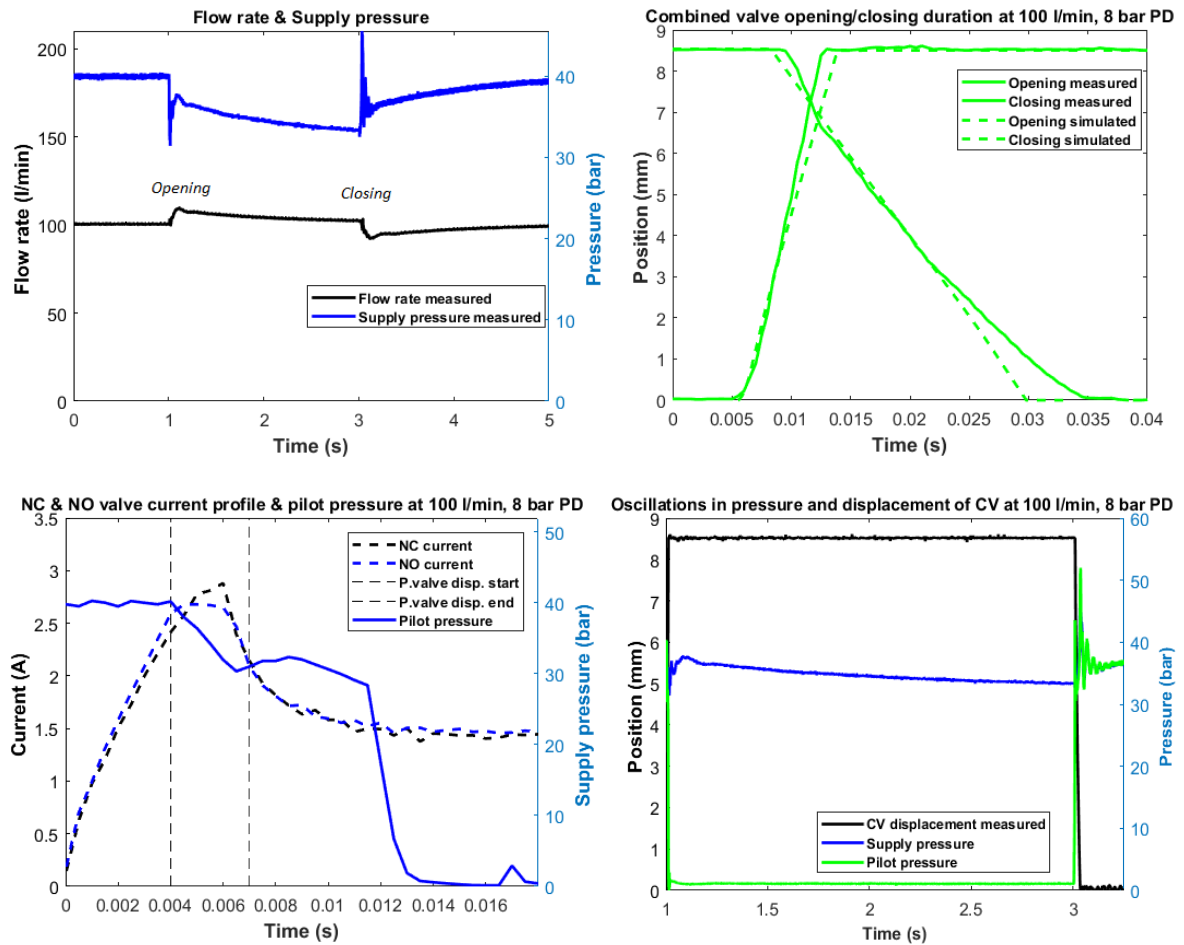 Flow rate & Supply pressure
Flow rate (l/min)
200
150
100
50
0
Opening
Closing
Flow rate measured
Supply pressure measured
40
30
20
10
0
Pressure (bar)
0 1 2 3 4 5
Time (s)
Combined valve opening/closing duration at 100 l/min, 8 bar PD
Position (mm)
9
8
7
6
5
4
3
2
1
0
Opening measured
Closing measured
Opening simulated
Closing simulated
0 0.005 0.01 0.015 0.02 0.025 0.03 0.035 0.04
Time (s)
NC & NO valve current profile & pilot pressure at 100 l/min, 8 bar PD
Current (A)
3.5
3
2.5
2
1.5
1
0.5
0
NC current
NO current
P.valve disp. start
P.valve disp. end
Pilot pressure
50
40
30
20
10
0
Supply pressure (bar)
0 0.002 0.004 0.006 0.008 0.01 0.012 0.014 0.016
Time (s)
Oscillations in pressure and displacement of CV at 100 l/min, 8 bar PD
Position (mm)
9
8
7
6
5
4
3
2
1
0
CV displacement measured
Supply pressure
Pilot pressure
60
50
40
30
20
10
0
Pressure (bar)
1 1.5 2 2.5 3
Time (s)